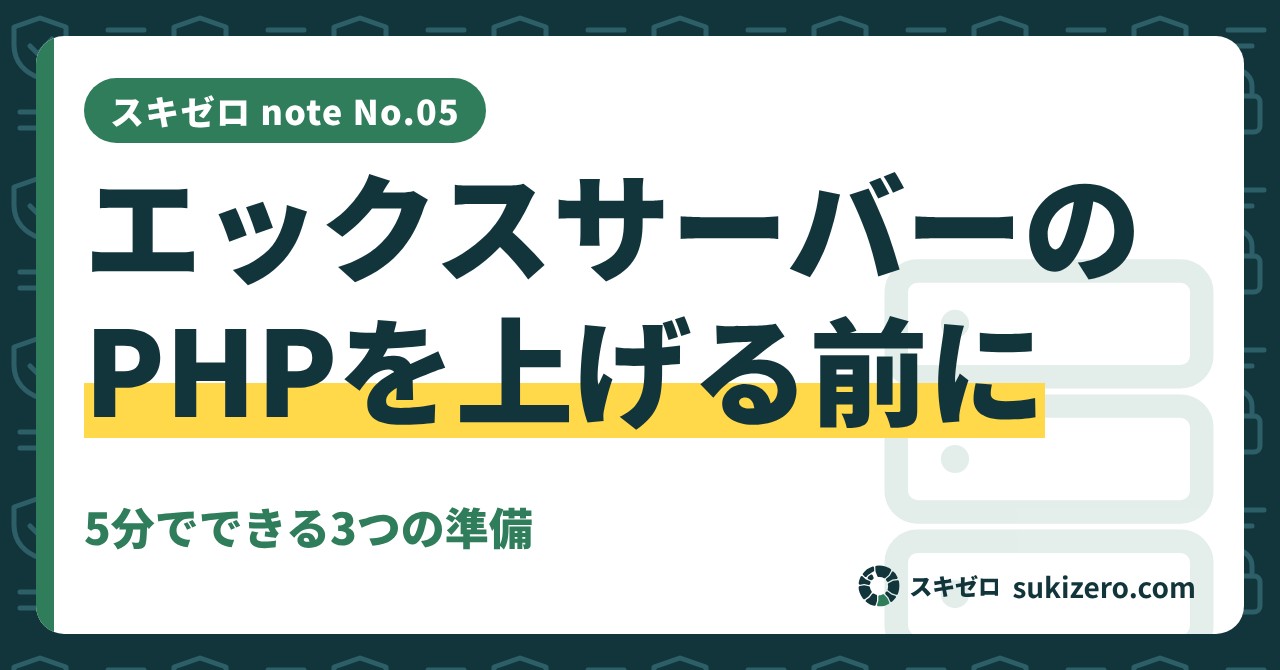 スキゼロ note No.05
エックスサーバーの
PHPを上げる前に
5分でできる3つの準備
スキゼロ sukizero.com